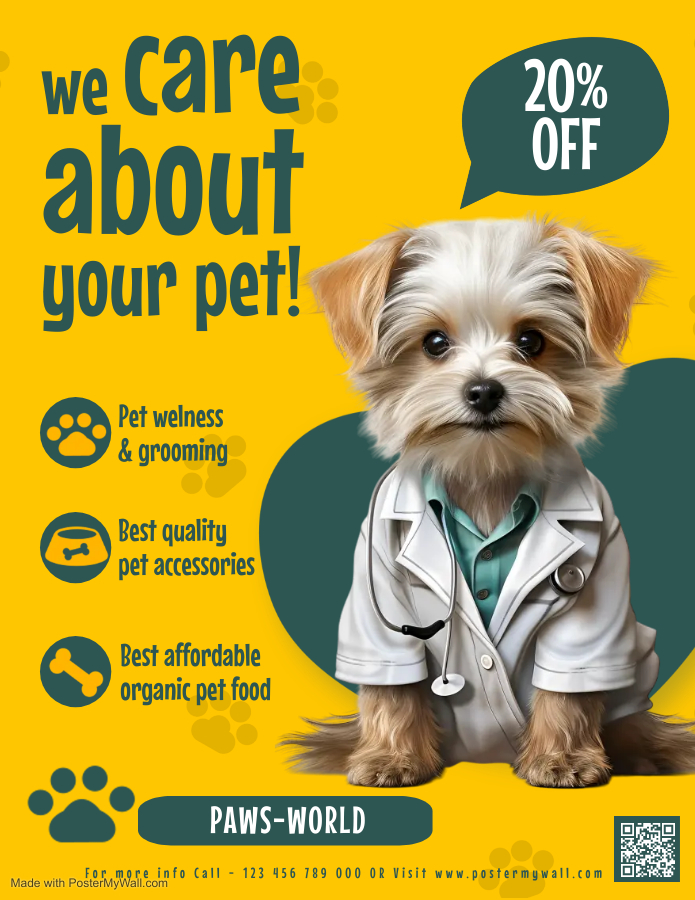 we care
about
your pet!
20%
OFF
Pet welness
& grooming
Best quality
pet accessories
Best affordable
organic pet food
PAWS-WORLD
For more info Call - 123 456 789 000 OR Visit www.postermywall.com
Made with PosterMyWall.com